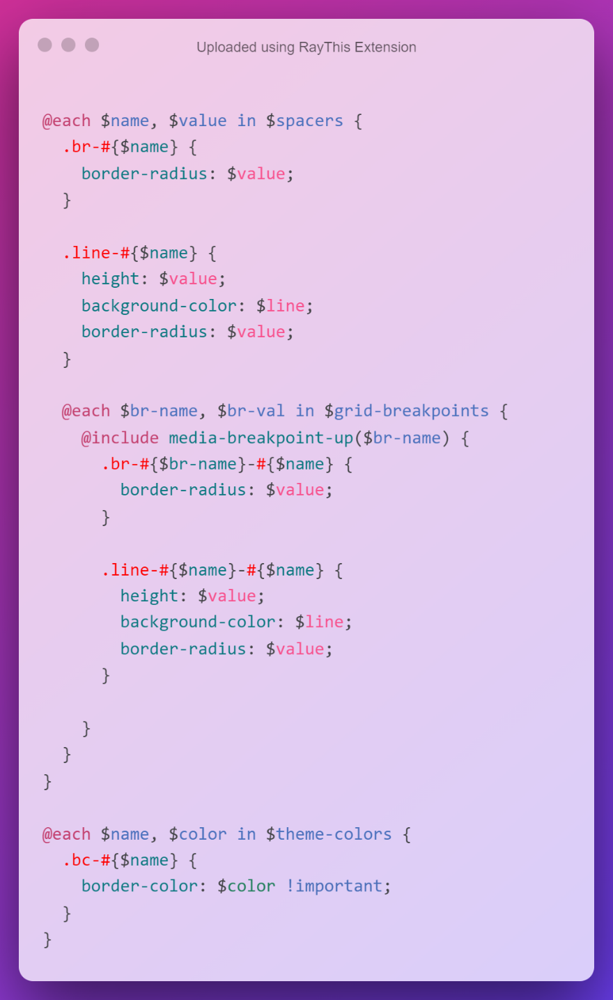 Uploaded using RayThis Extension
@each $name, $value in $spacers {
  .br-#{$name} {
    border-radius: $value;
  }

  .line-#{$name} {
    height: $value;
    background-color: $line;
    border-radius: $value;
  }

  @each $br-name, $br-val in $grid-breakpoints {
    @include media-breakpoint-up($br-name) {
      .br-#{$br-name}-#{$name} {
        border-radius: $value;
      }

      .line-#{$name}-#{$name} {
        height: $value;
        background-color: $line;
        border-radius: $value;
      }

    }
  }
}

@each $name, $color in $theme-colors {
  .bc-#{$name} {
    border-color: $color !important;
  }
}